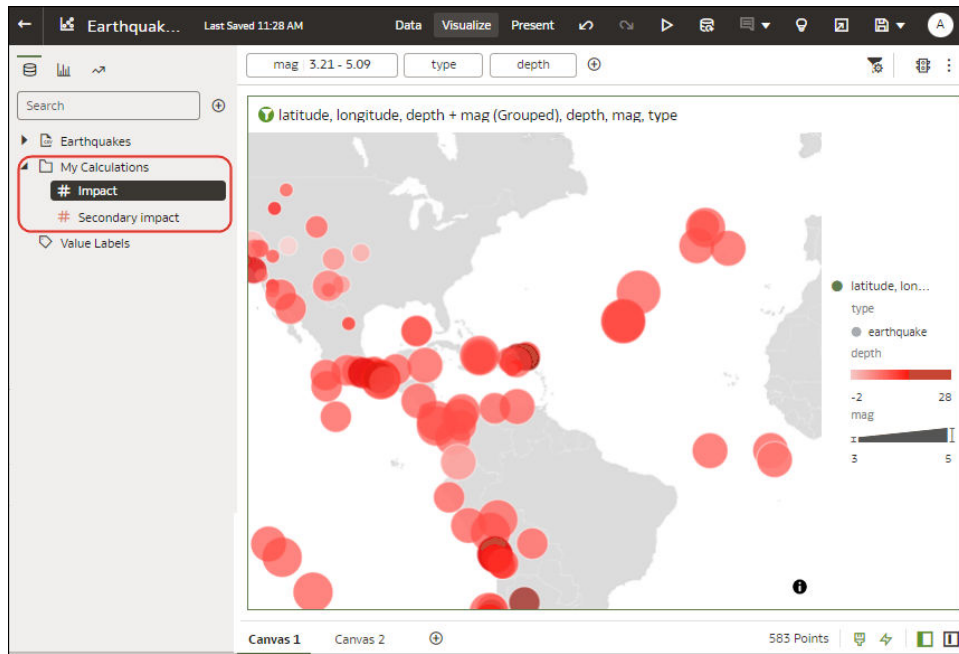 Earthquak... Last Saved 11:28 AM Data Visualize Present A
mag 3.21 - 5.09 type depth
Search
Earthquakes
My Calculations
# Impact
# Secondary impact
Value Labels
latitude, longitude, depth + mag (Grouped), depth, mag, type
latitude, lon...
type
earthquake
depth
-2 28
mag
3 5
Canvas 1 Canvas 2 583 Points